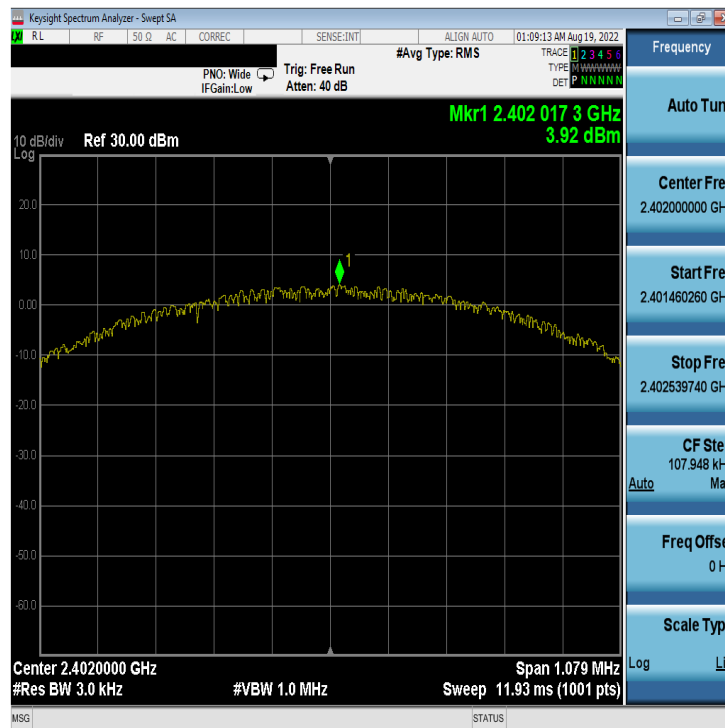 Keysight Spectrum Analyzer - Swept SA
LXI RL RF 50 Ω AC CORREC SENSE:INT ALIGN AUTO 01:09:13 AM Aug 19, 2022
#Avg Type: RMS TRACE 1 2 3 4 5 6
PNO: Wide Trig: Free Run TYPE M WWWWW
IFGain:Low Atten: 40 dB DET P N N N N N
Mkr1 2.402 017 3 GHz
3.92 dBm
10 dB/div Ref 30.00 dBm
Log
20.0
10.0
1
0.00
-10.0
-20.0
-30.0
-40.0
-50.0
-60.0
Center 2.4020000 GHz Span 1.079 MHz
#Res BW 3.0 kHz #VBW 1.0 MHz Sweep 11.93 ms (1001 pts)
MSG STATUS
Frequency
Auto Tun
Center Fre
2.402000000 GH
Start Fre
2.401460260 GH
Stop Fre
2.402539740 GH
CF Ste
107.948 kH
Auto Ma
Freq Offse
0 H
Scale Typ
Log Li